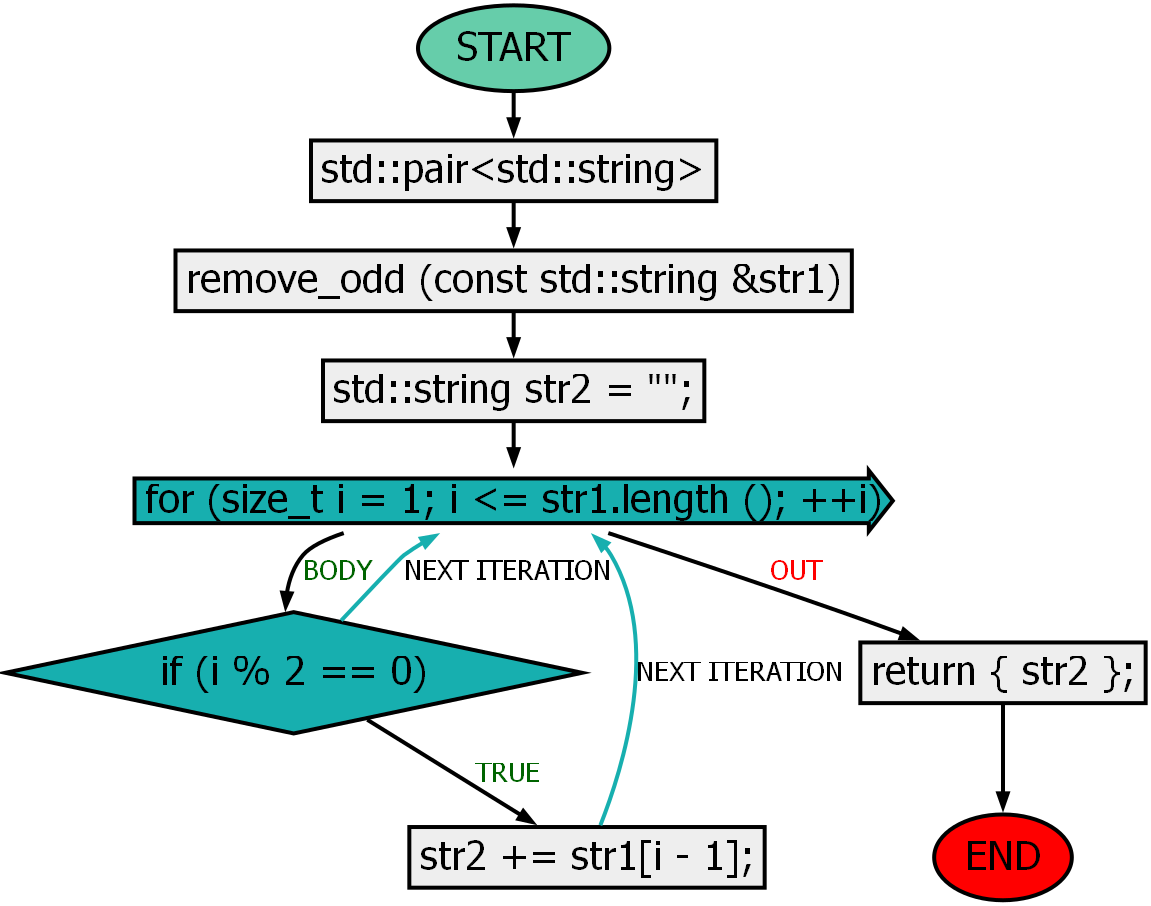 START
std::pair<std::string>
remove_odd (const std::string &str1)
std::string str2 = "";
for (size_t i = 1; i <= str1.length (); ++i)
BODY
NEXT ITERATION
OUT
if (i % 2 == 0)
NEXT ITERATION
return { str2 };
TRUE
str2 += str1[i - 1];
END